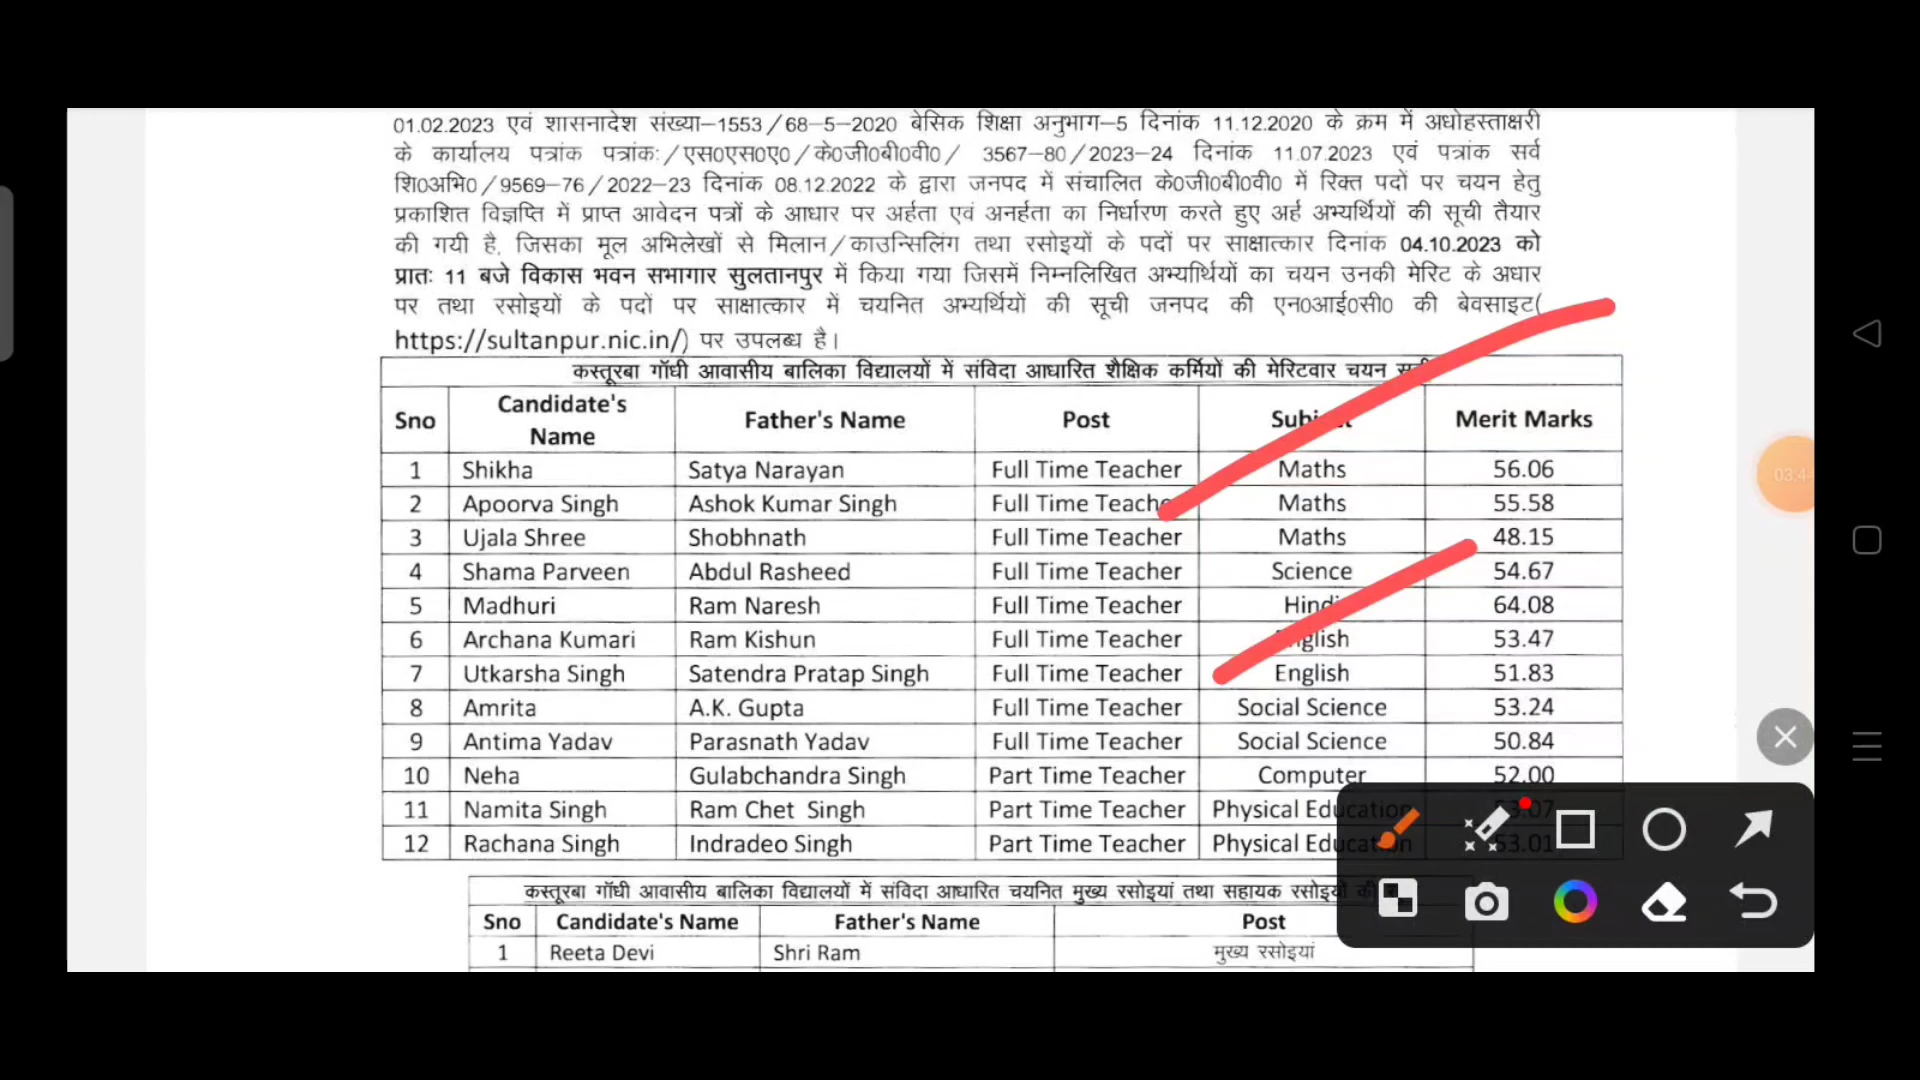 01.02.2023 एवं शासनादेश संख्या–1553/68–5–2020 बेसिक शिक्षा अनुभाग–5 दिनांक 11.12.2020 के क्रम में अधोहस्ताक्षरी
के कार्यालय पत्रांक पत्रांकः/एस0एस0ए0/के0जी0बी0वी0/ 3567–80/2023–24 दिनांक 11.07.2023 एवं पत्रांक सर्व
शि0अभि0/9569–76/2022–23 दिनांक 08.12.2022 के द्वारा जनपद में संचालित के0जी0बी0वी0 में रिक्त पदों पर चयन हेतु
प्रकाशित विज्ञप्ति में प्राप्त आवेदन पत्रों के आधार पर अर्हता एवं अनर्हता का निर्धारण करते हुए अर्ह अभ्यर्थियों की सूची तैयार
की गयी है, जिसका मूल अभिलेखों से मिलान/काउन्सिलिंग तथा रसोइयों के पदों पर साक्षात्कार दिनांक 04.10.2023 को
प्रातः 11 बजे विकास भवन सभागार सुलतानपुर में किया गया जिसमें निम्नलिखित अभ्यर्थियों का चयन उनकी मेरिट के अधार
पर तथा रसोइयों के पदों पर साक्षात्कार में चयनित अभ्यर्थियों की सूची जनपद की एन0आई0सी0 की बेवसाइट(
https://sultanpur.nic.in/) पर उपलब्ध है।
कस्तूरबा गॉधी आवासीय बालिका विद्यालयों में संविदा आधारित शैक्षिक कर्मियों की मेरिटवार चयन
Sno Candidate's Name Father's Name Post Subject Merit Marks
1 Shikha Satya Narayan Full Time Teacher Maths 56.06
2 Apoorva Singh Ashok Kumar Singh Full Time Teacher Maths 55.58
3 Ujala Shree Shobhnath Full Time Teacher Maths 48.15
4 Shama Parveen Abdul Rasheed Full Time Teacher Science 54.67
5 Madhuri Ram Naresh Full Time Teacher Hindi 64.08
6 Archana Kumari Ram Kishun Full Time Teacher English 53.47
7 Utkarsha Singh Satendra Pratap Singh Full Time Teacher English 51.83
8 Amrita A.K. Gupta Full Time Teacher Social Science 53.24
9 Antima Yadav Parasnath Yadav Full Time Teacher Social Science 50.84
10 Neha Gulabchandra Singh Part Time Teacher Computer 52.00
11 Namita Singh Ram Chet Singh Part Time Teacher Physical Education 53.07
12 Rachana Singh Indradeo Singh Part Time Teacher Physical Education 53.01
कस्तूरबा गॉधी आवासीय बालिका विद्यालयों में संविदा आधारित चयनित मुख्य रसोइयां तथा सहायक रसोइयों की
Sno Candidate's Name Father's Name Post
1 Reeta Devi Shri Ram मुख्य रसोइयां